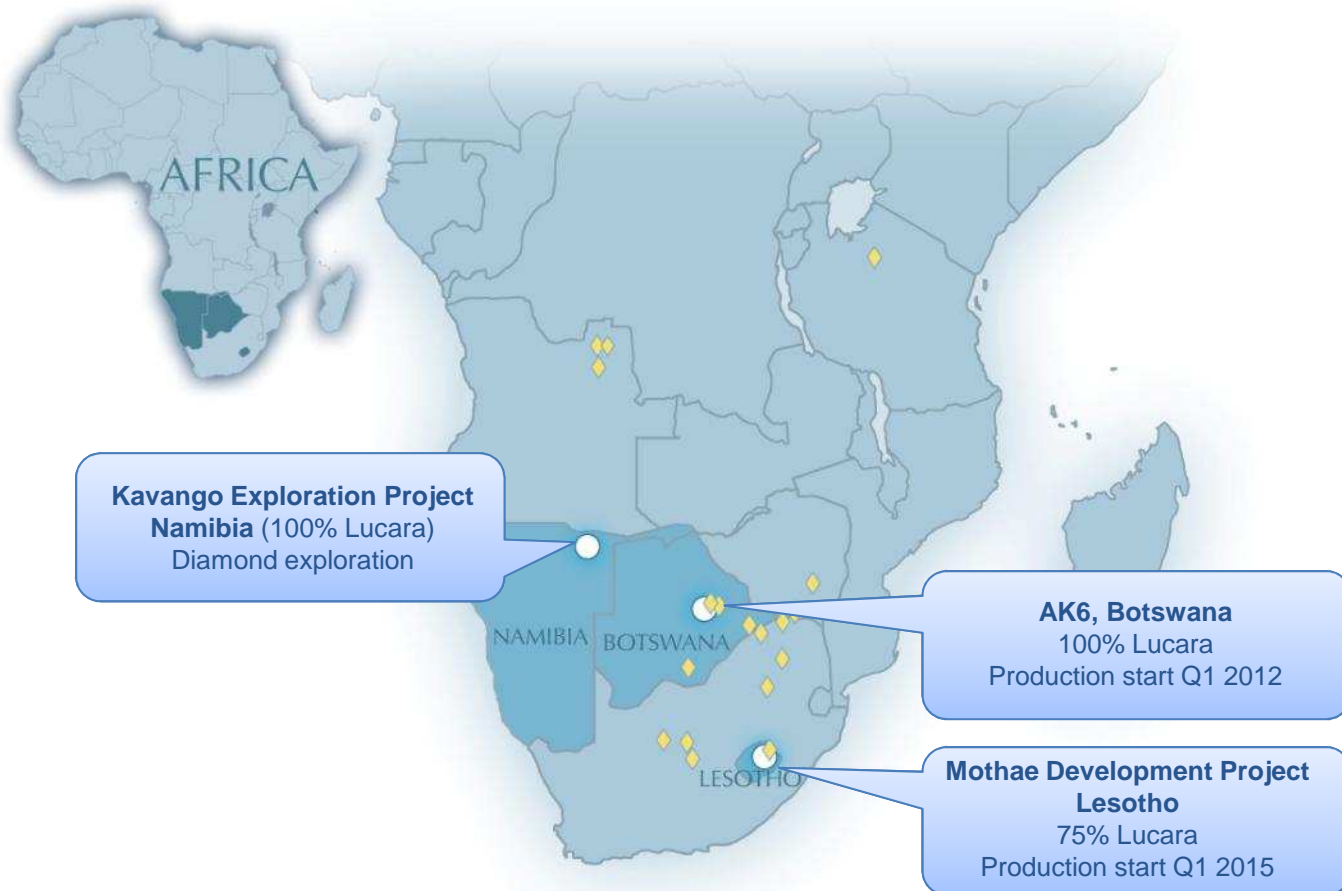 AFRICA
Kavango Exploration Project
Namibia (100% Lucara)
Diamond exploration
NAMIBIA
BOTSWANA
AK6, Botswana
100% Lucara
Production start Q1 2012
LESOTHO
Mothae Development Project
Lesotho
75% Lucara
Production start Q1 2015